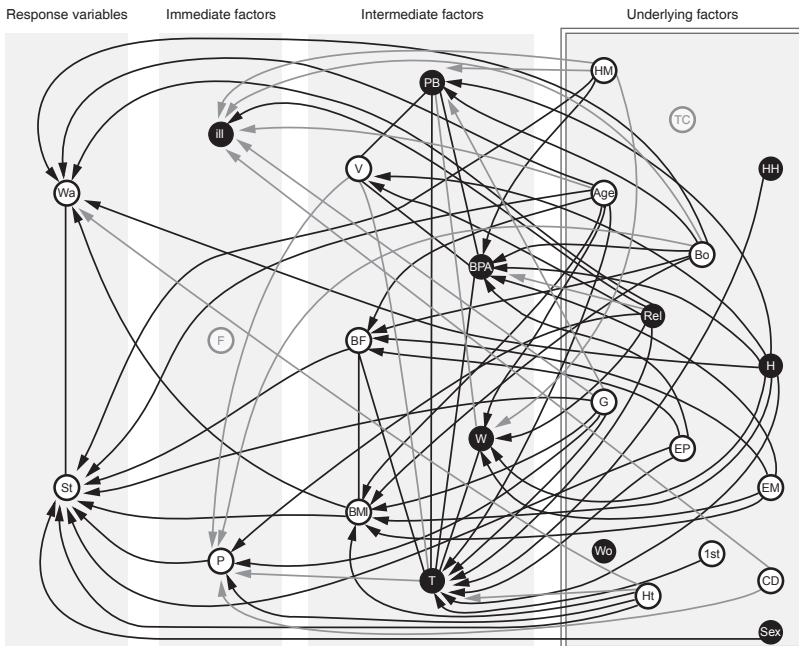 Response variables Immediate factors Intermediate factors Underlying factors
HM
PB
TC
ill
V
HH
Wa
Age
Bo
BPA
Rel
F
BF
H
G
W
EP
St
EM
BMI
Wo
1st
P
T
CD
Ht
Sex